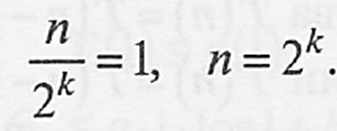 n/2^k = 1, n = 2^k.